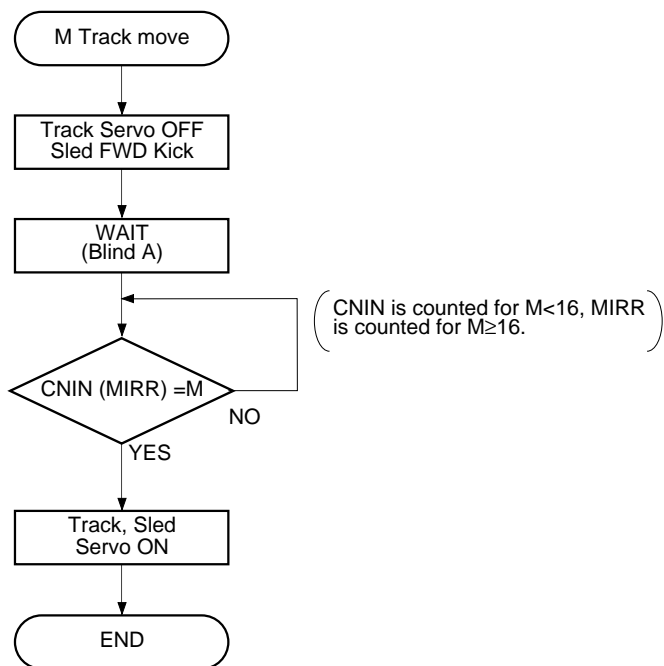 M Track move
Track Servo OFF
Sled FWD Kick
WAIT
(Blind A)
CNIN is counted for M<16, MIRR
is counted for M≥16.
CNIN (MIRR) =M
NO
YES
Track, Sled
Servo ON
END